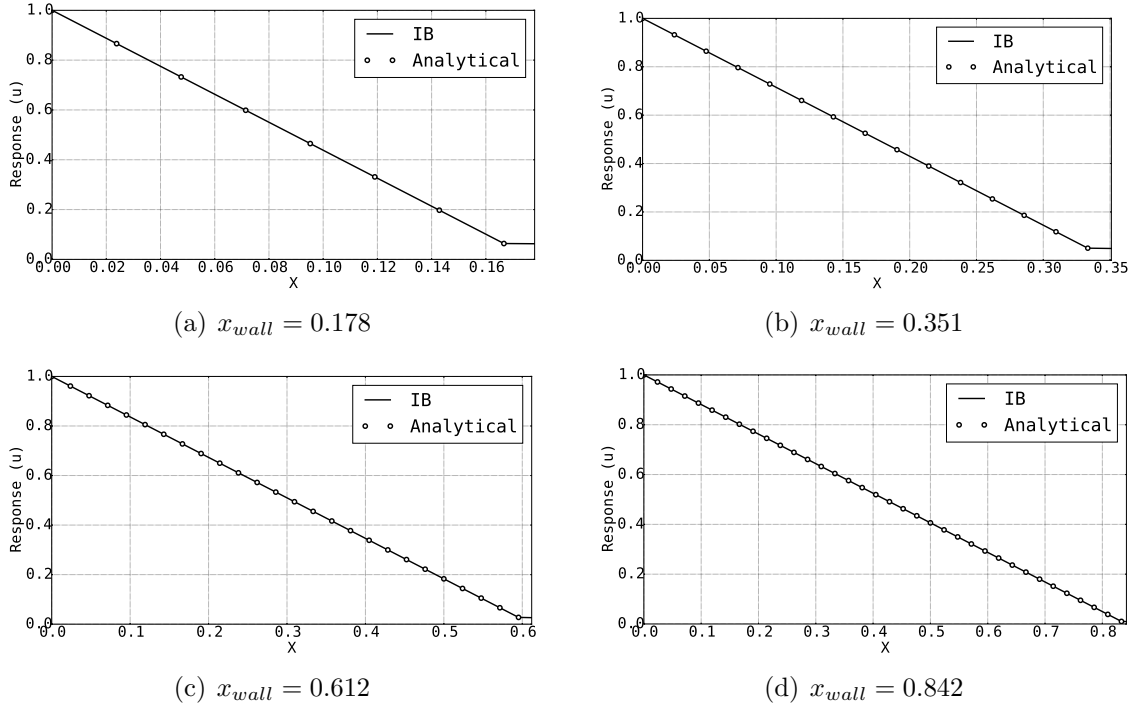 1.0
0.8
0.6
0.4
0.2
0.0
Response (u)
0.00 0.02 0.04 0.06 0.08 0.10 0.12 0.14 0.16
X
IB
Analytical
(a) x_wall = 0.178
1.0
0.8
0.6
0.4
0.2
0.0
Response (u)
0.00 0.05 0.10 0.15 0.20 0.25 0.30 0.35
X
IB
Analytical
(b) x_wall = 0.351
1.0
0.8
0.6
0.4
0.2
0.0
Response (u)
0.0 0.1 0.2 0.3 0.4 0.5 0.6
X
IB
Analytical
(c) x_wall = 0.612
1.0
0.8
0.6
0.4
0.2
0.0
Response (u)
0.0 0.1 0.2 0.3 0.4 0.5 0.6 0.7 0.8
X
IB
Analytical
(d) x_wall = 0.842